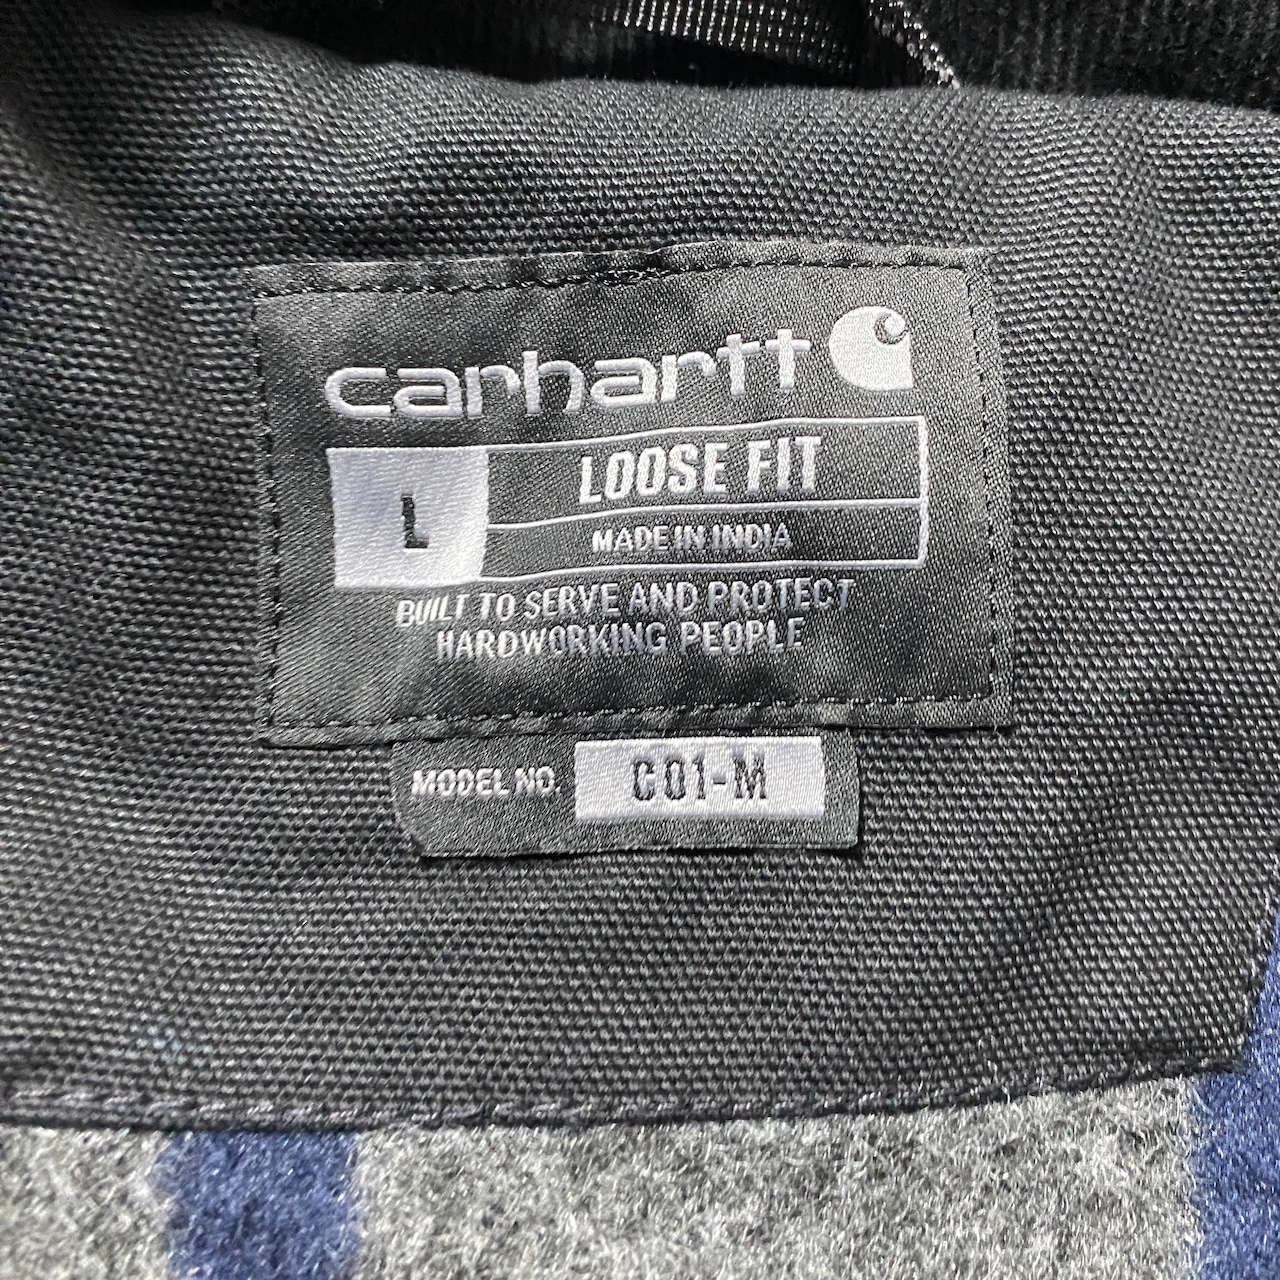 carhartt
L
LOOSE FIT
MADE IN INDIA
BUILT TO SERVE AND PROTECT
HARDWORKING PEOPLE
MODEL NO. C01-M